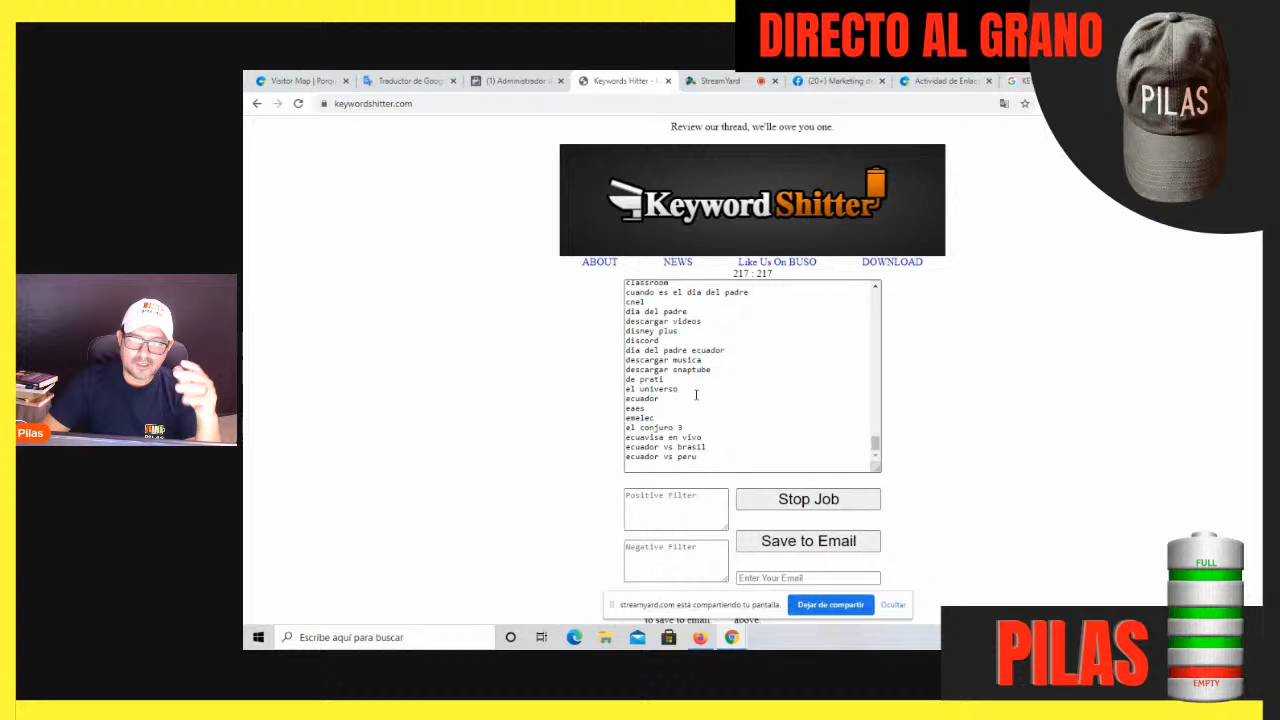 DIRECTO AL GRANO
PILAS
Visitor Map | Porqu
Traductor de Goog
(1) Administrador
Keywords Hitter -
StreamYard
(20+) Marketing de
Actividad de Enlac
keywordshitter.com
Review our thread, we'lle owe you one.
Keyword Shitter
ABOUT
NEWS
Like Us On BUSO
DOWNLOAD
217 : 217
classroom
cuando es el dia del padre
cnel
dia del padre
descargar videos
disney plus
discord
dia del padre ecuador
descargar musica
descargar snaptube
de prati
el universo
ecuador
eaes
emelec
el conjuro 3
ecuavisa en vivo
ecuador vs brasil
ecuador vs peru
Positive Filter
Stop Job
Save to Email
Negative Filter
Enter Your Email
streamyard.com está compartiendo tu pantalla.
Dejar de compartir
Ocultar
to save to email
above.
Escribe aquí para buscar
Pilas
PILAS
FULL
EMPTY